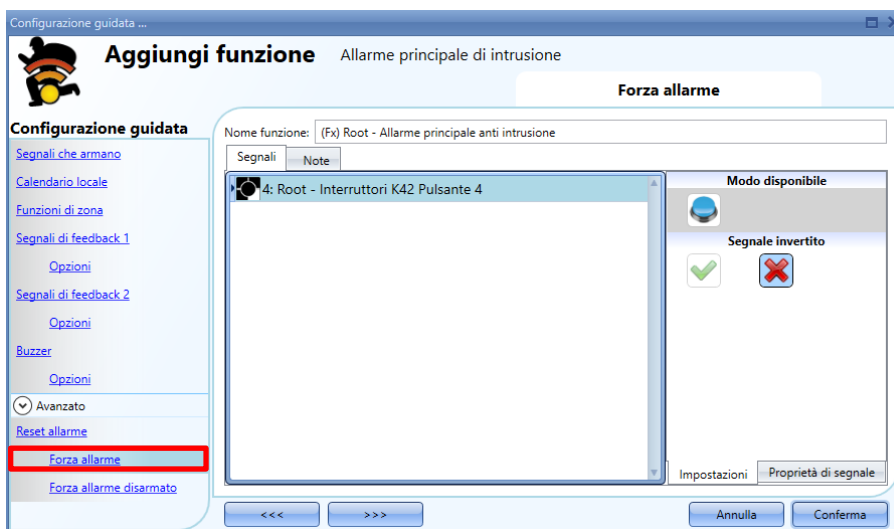 Configurazione guidata ...
Aggiungi funzione Allarme principale di intrusione
Forza allarme
Configurazione guidata
Segnali che armano
Calendario locale
Funzioni di zona
Segnali di feedback 1
Opzioni
Segnali di feedback 2
Opzioni
Buzzer
Opzioni
Avanzato
Reset allarme
Forza allarme
Forza allarme disarmato
Nome funzione: (Fx) Root - Allarme principale anti intrusione
Segnali Note
4: Root - Interruttori K42 Pulsante 4
Modo disponibile
Segnale invertito
Impostazioni Proprietà di segnale
<<< >>> Annulla Conferma